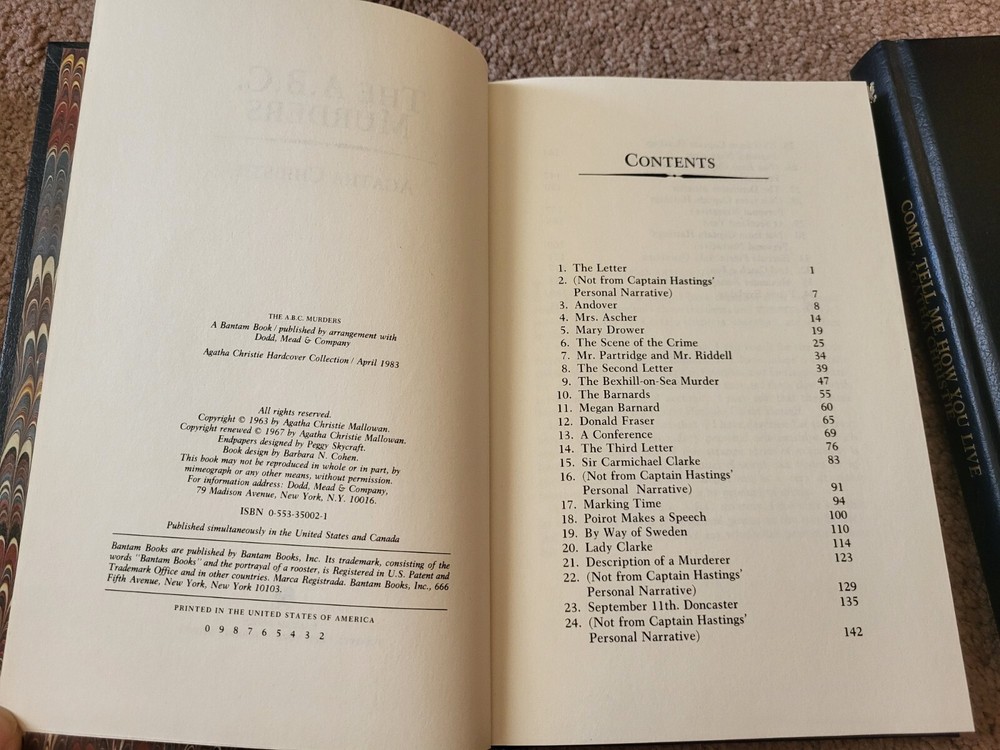 THE A.B.C. MURDERS
A Bantam Book / published by arrangement with
Dodd, Mead & Company
Agatha Christie Hardcover Collection / April 1983
All rights reserved.
Copyright © 1963 by Agatha Christie Mallowan.
Copyright renewed © 1967 by Agatha Christie Mallowan.
Endpapers designed by Peggy Skycraft.
Book design by Barbara N. Cohen.
This book may not be reproduced in whole or in part, by
mimeograph or any other means, without permission.
For information address: Dodd, Mead & Company,
79 Madison Avenue, New York, N.Y. 10016.
ISBN 0-553-35002-1
Published simultaneously in the United States and Canada
Bantam Books are published by Bantam Books, Inc. Its trademark, consisting of the
words "Bantam Books" and the portrayal of a rooster, is Registered in U.S. Patent and
Trademark Office and in other countries. Marca Registrada. Bantam Books, Inc., 666
Fifth Avenue, New York, New York 10103.
PRINTED IN THE UNITED STATES OF AMERICA
0 9 8 7 6 5 4 3 2
CONTENTS
1. The Letter 1
2. (Not from Captain Hastings'
Personal Narrative) 7
3. Andover 8
4. Mrs. Ascher 14
5. Mary Drower 19
6. The Scene of the Crime 25
7. Mr. Partridge and Mr. Riddell 34
8. The Second Letter 39
9. The Bexhill-on-Sea Murder 47
10. The Barnards 55
11. Megan Barnard 60
12. Donald Fraser 65
13. A Conference 69
14. The Third Letter 76
15. Sir Carmichael Clarke 83
16. (Not from Captain Hastings'
Personal Narrative) 91
17. Marking Time 94
18. Poirot Makes a Speech 100
19. By Way of Sweden 110
20. Lady Clarke 114
21. Description of a Murderer 123
22. (Not from Captain Hastings'
Personal Narrative) 129
23. September 11th. Doncaster 135
24. (Not from Captain Hastings'
Personal Narrative) 142
COME, TELL ME HOW YOU LIVE